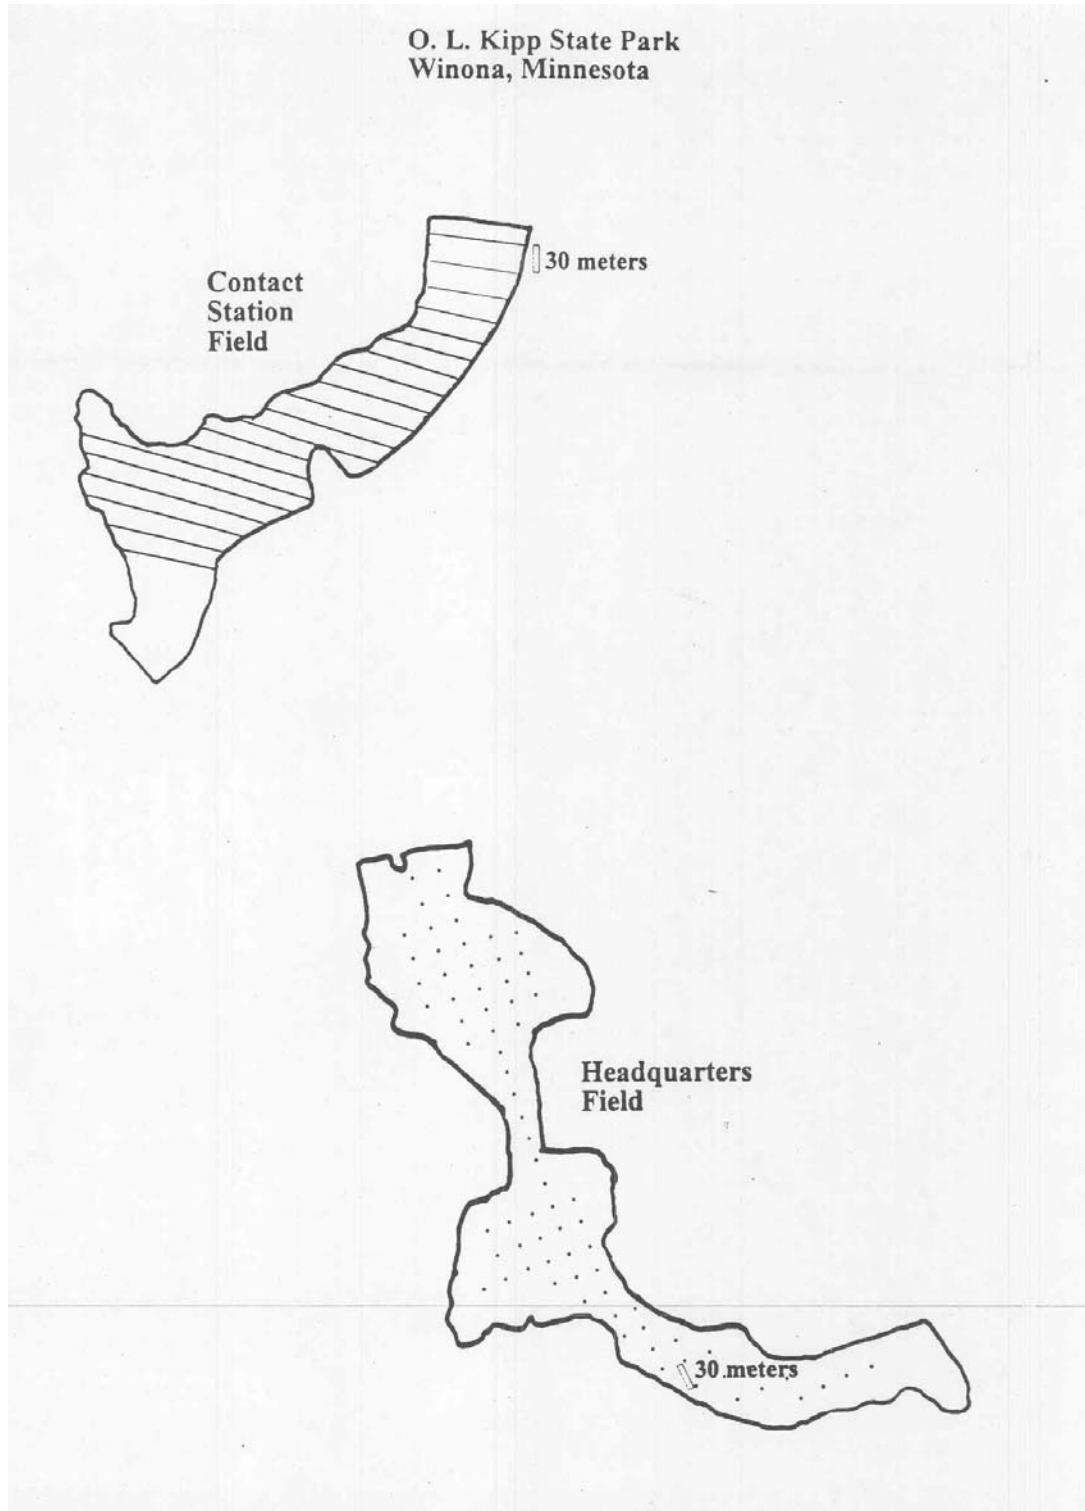 O. L. Kipp State Park
Winona, Minnesota
30 meters
Contact
Station
Field
Headquarters
Field
30 meters